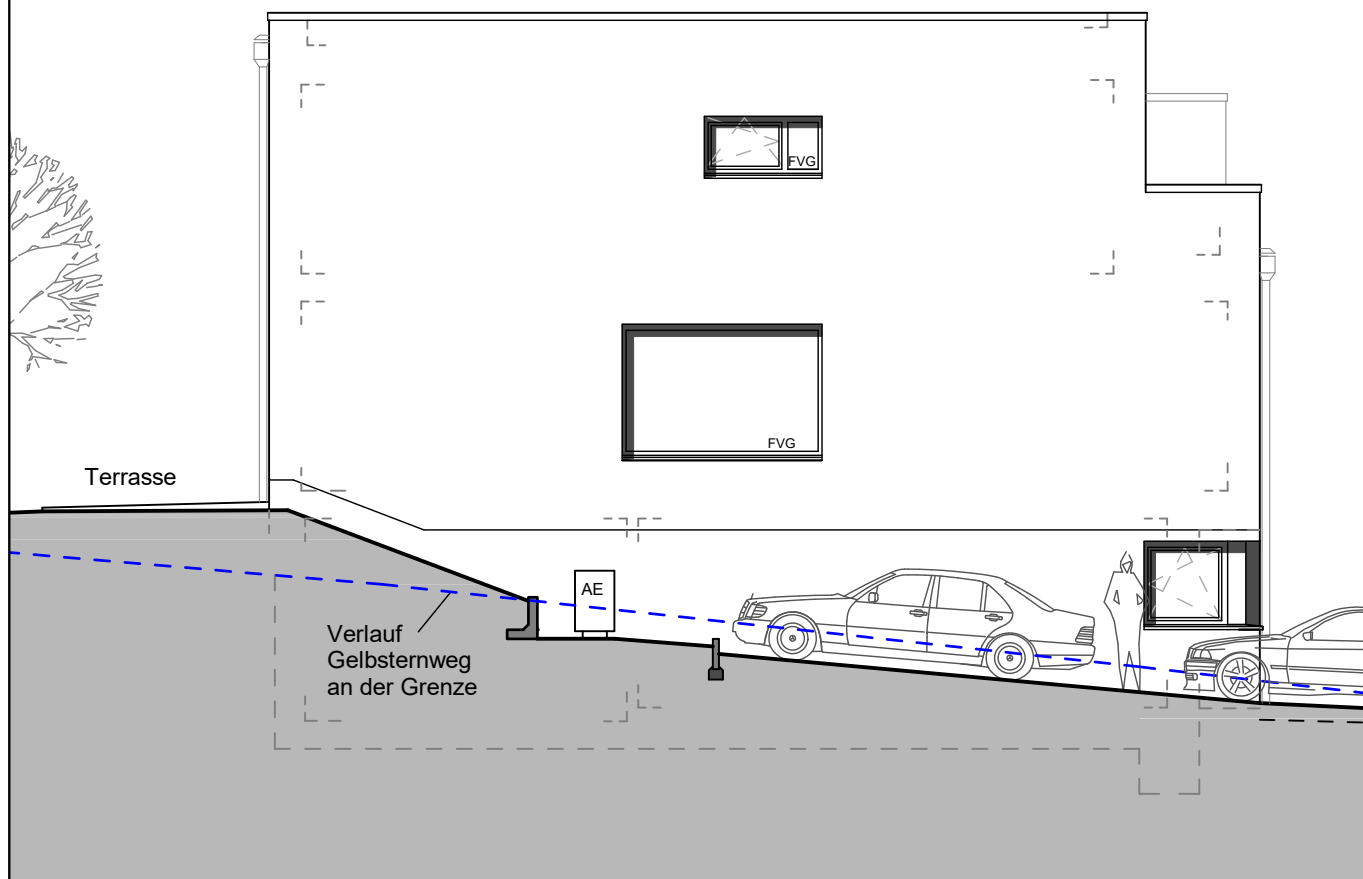 FVG
FVG
Terrasse
AE
Verlauf
Gelbsternweg
an der Grenze